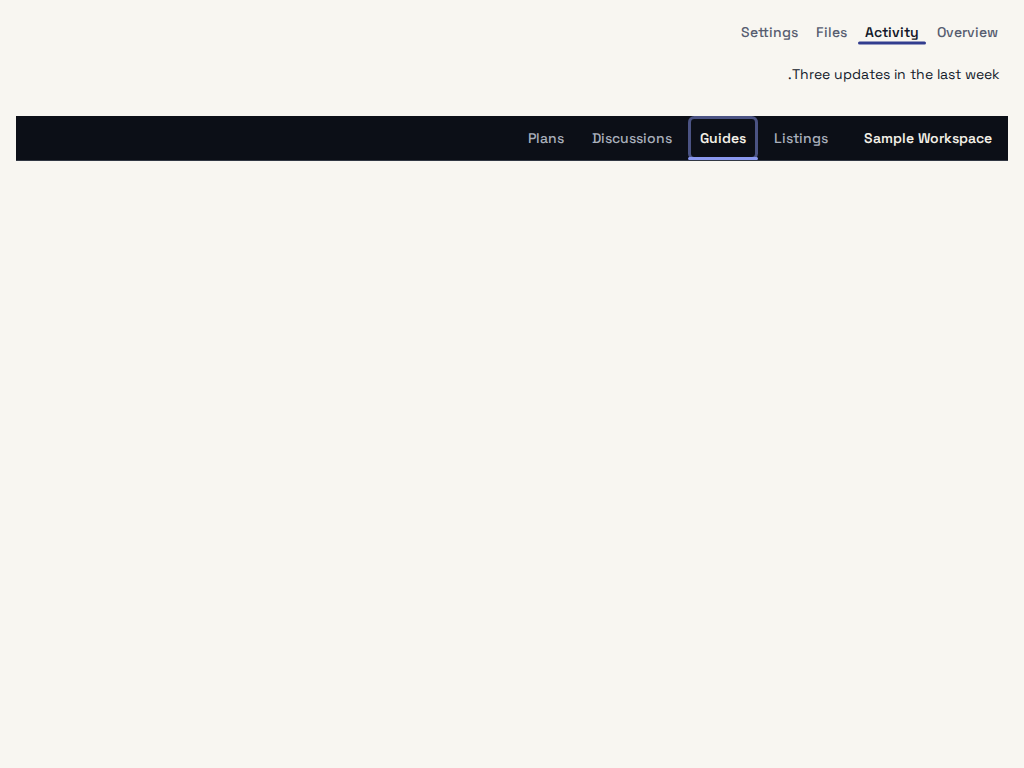 Overview Activity Files Settings
.Three updates in the last week
Sample Workspace Listings Guides Discussions Plans